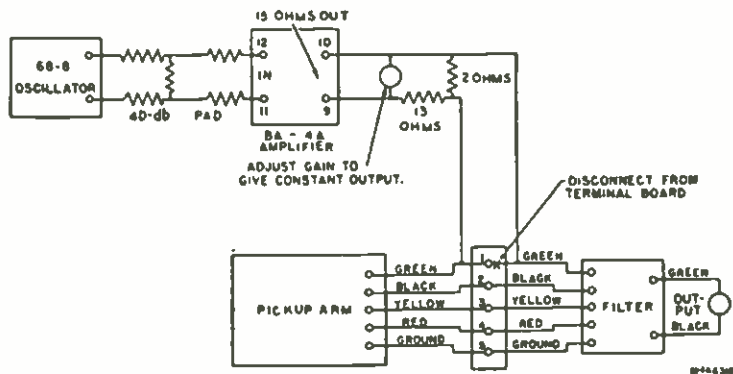 15 OHMS OUT
68-B
OSCILLATOR
40-db
PAD
12
IN
11
10
9
BA - 4A
AMPLIFIER
2 OHMS
13
OHMS
ADJUST GAIN TO
GIVE CONSTANT OUTPUT.
DISCONNECT FROM
TERMINAL BOARD
PICKUP ARM
GREEN
BLACK
YELLOW
RED
GROUND
1
2
3
4
5
GREEN
BLACK
YELLOW
RED
GROUND
FILTER
GREEN
OUT-
PUT
BLACK